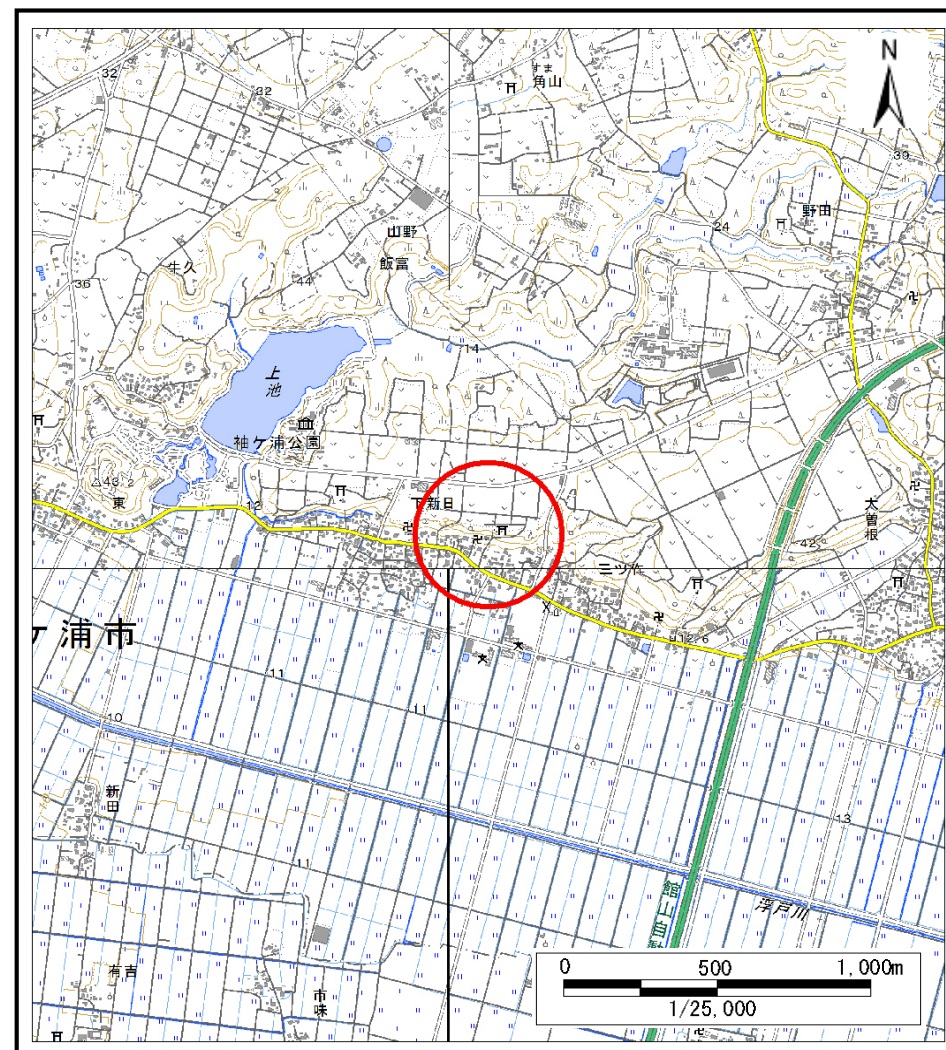 N
32
32
すま
角山
39
野田
24
山野
飯富
牛久
44
36
14
上池
袖ケ浦公園
43.2
東
12
下新田
太曽根
42
三ツ作
12.6
ケ浦市
11
11
10
新田
13
11
浮戸川
館山自動
有吉
市味
0 500 1,000m
1/25,000